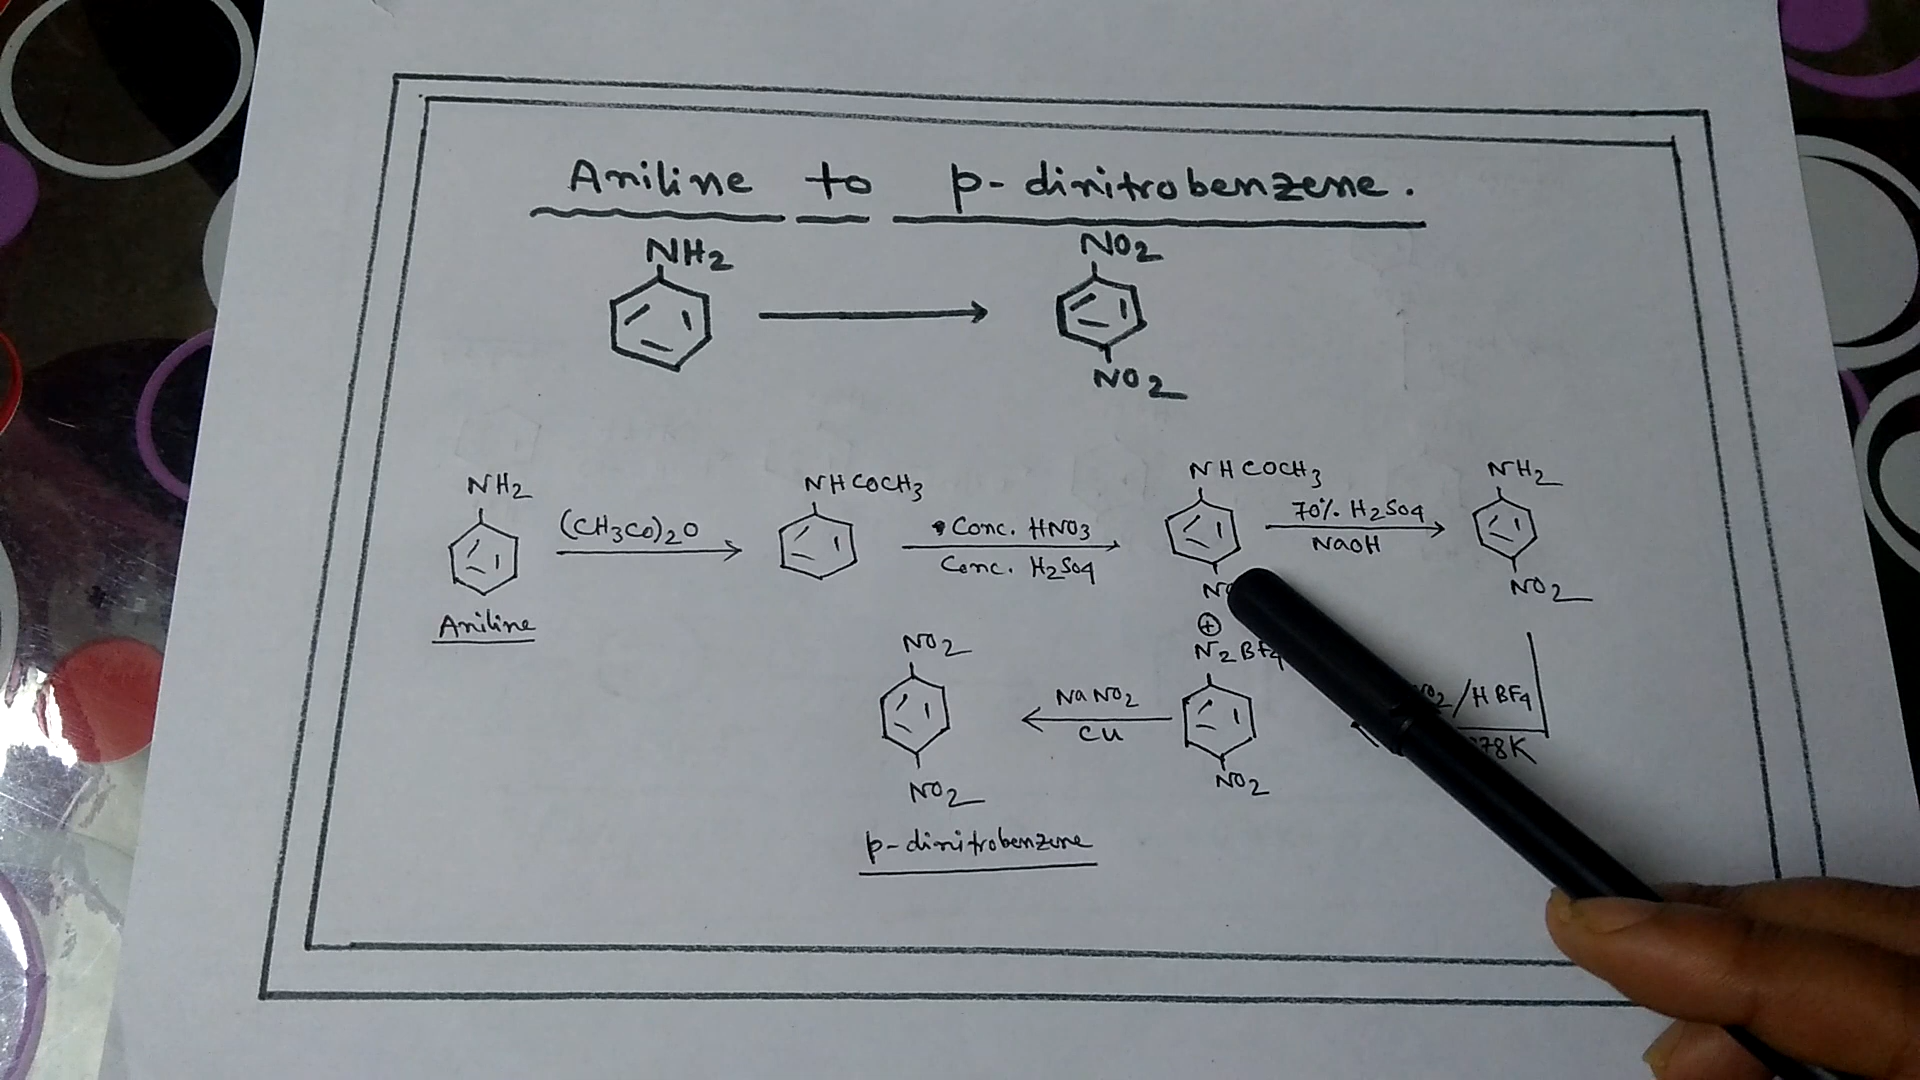 Aniline to p-dinitrobenzene.
NH2 NO2
NO2
NH2 (CH3CO)2O NHCOCH3 Conc. HNO3 Conc. H2SO4 NHCOCH3 70% H2SO4 NaOH NH2
NO2
Aniline
NO2 NaNO2 Cu ⊕ N2BF4 /HBF4
NO2 NO2
p-dinitrobenzene